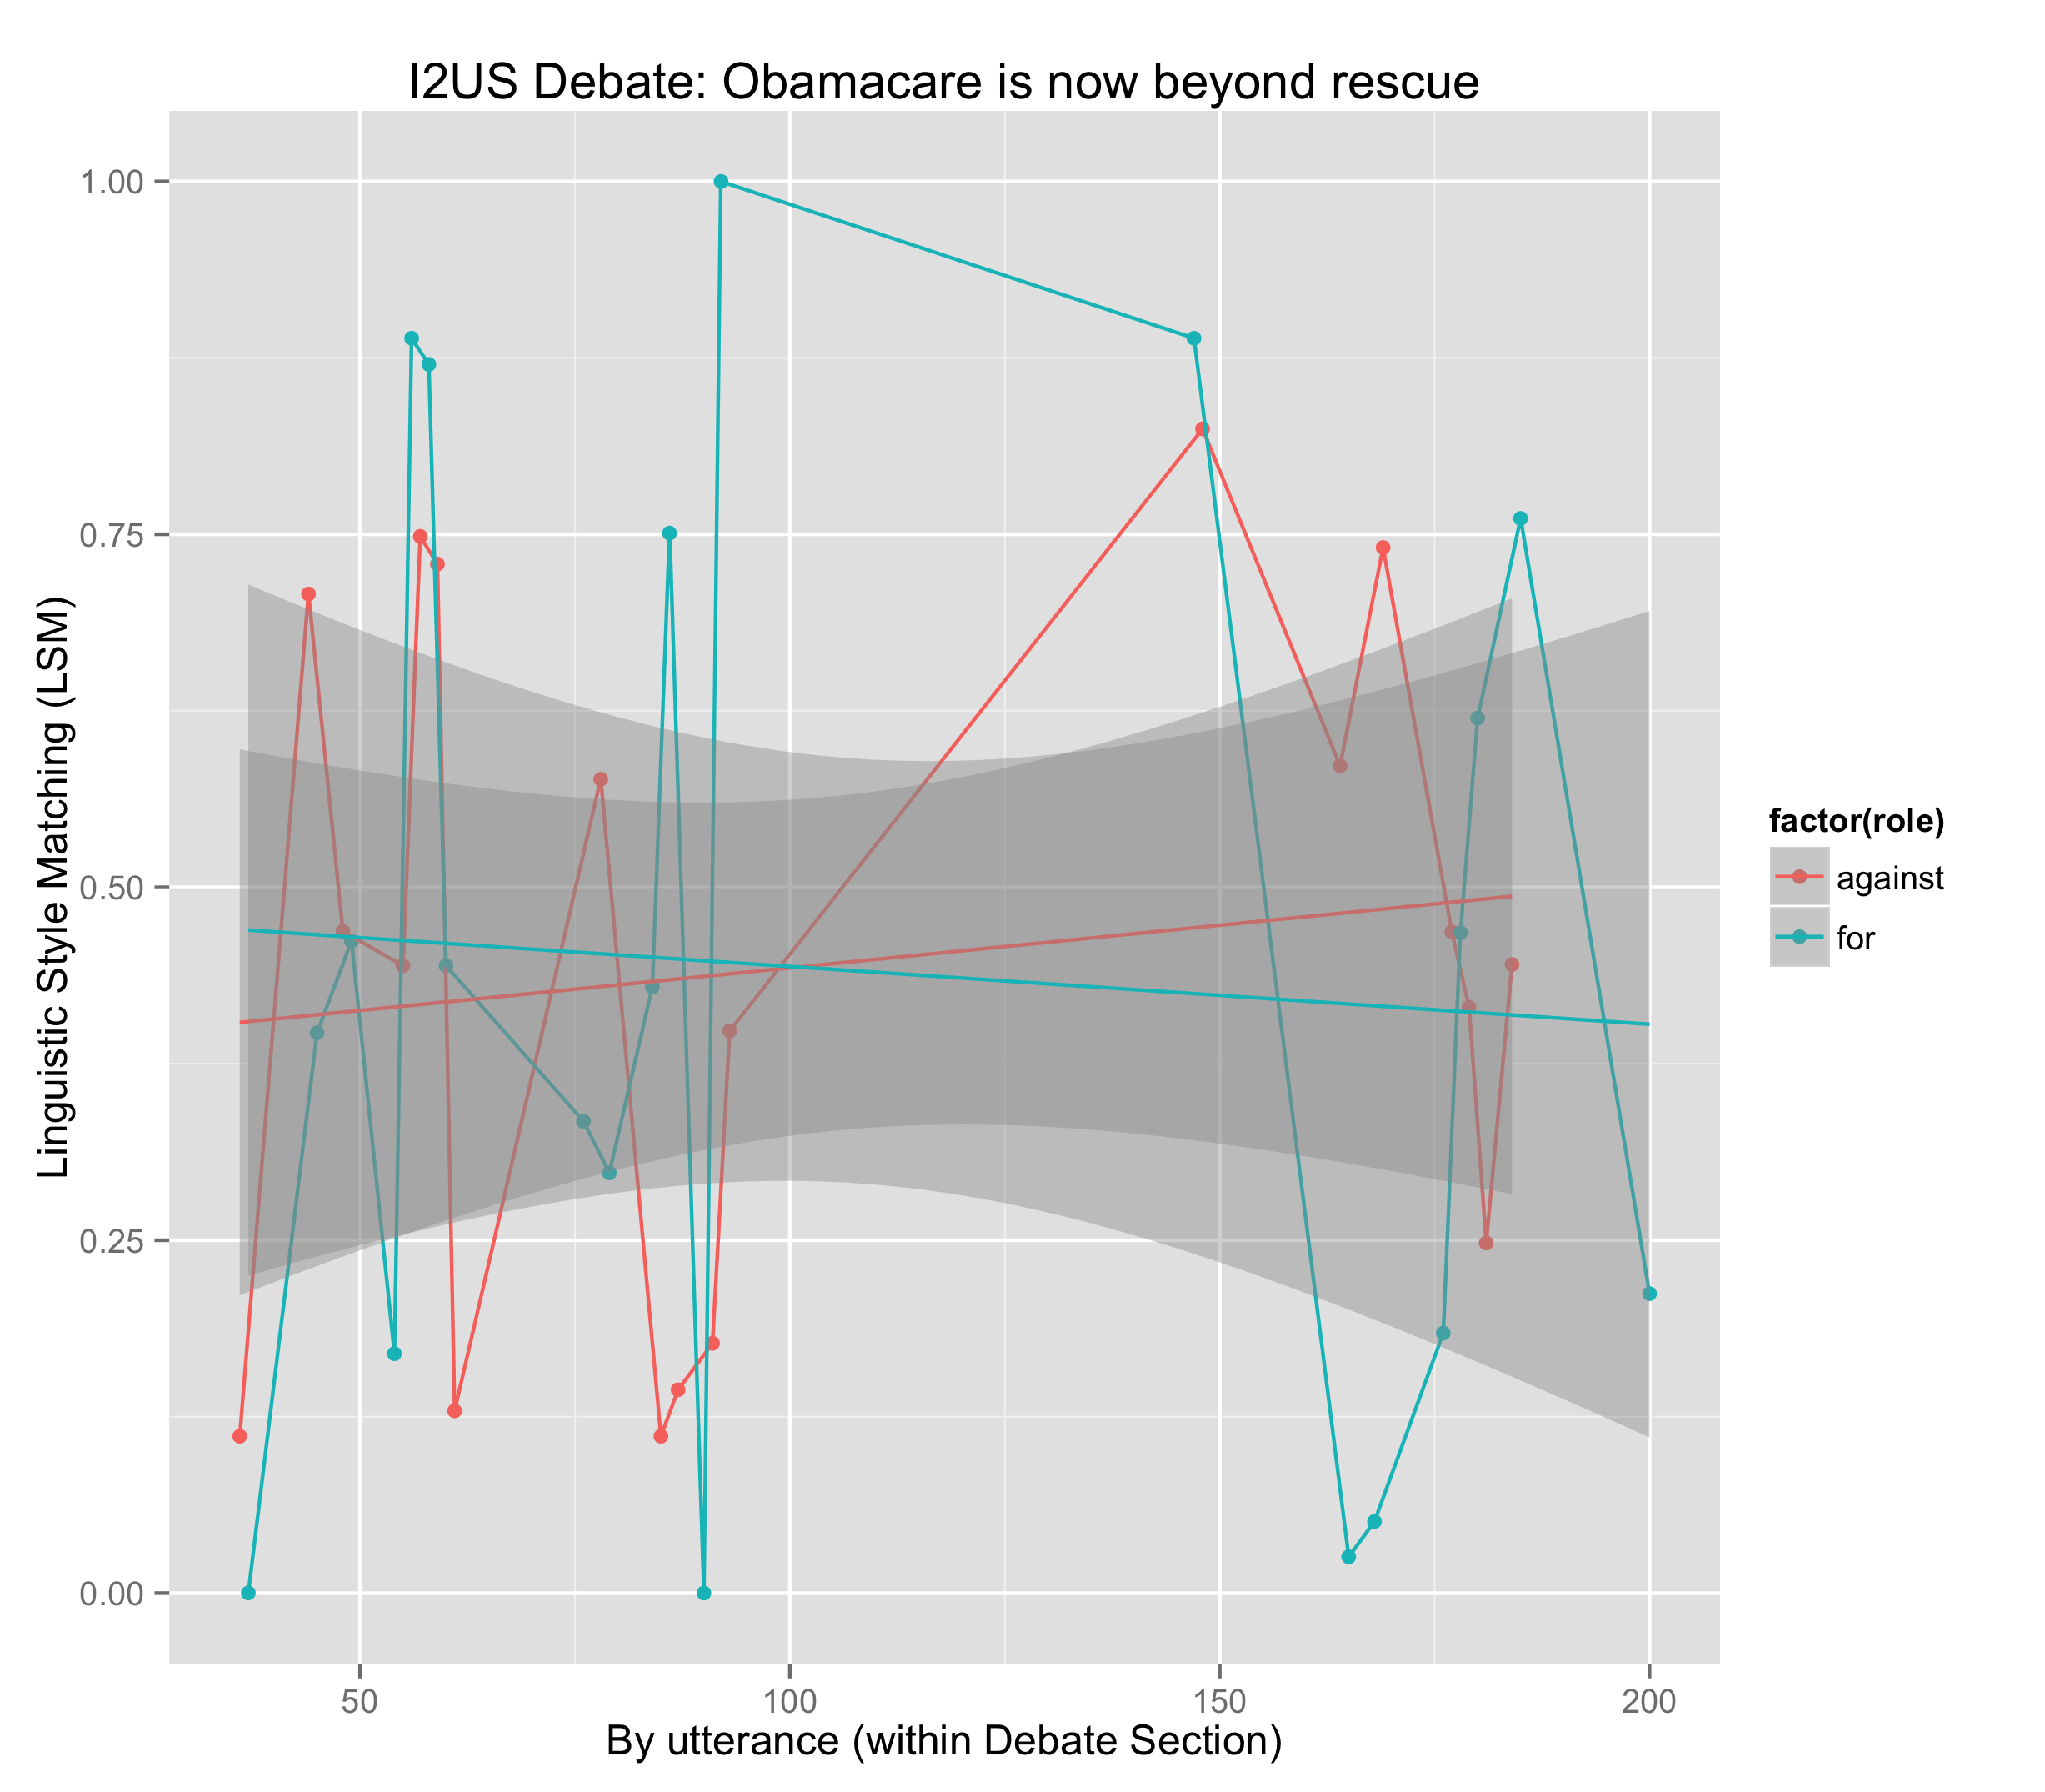 I2US Debate: Obamacare is now beyond rescue
Linguistic Style Matching (LSM)
1.00
0.75
0.50
0.25
0.00
50 100 150 200
By utterance (within Debate Section)
factor(role)
against
for